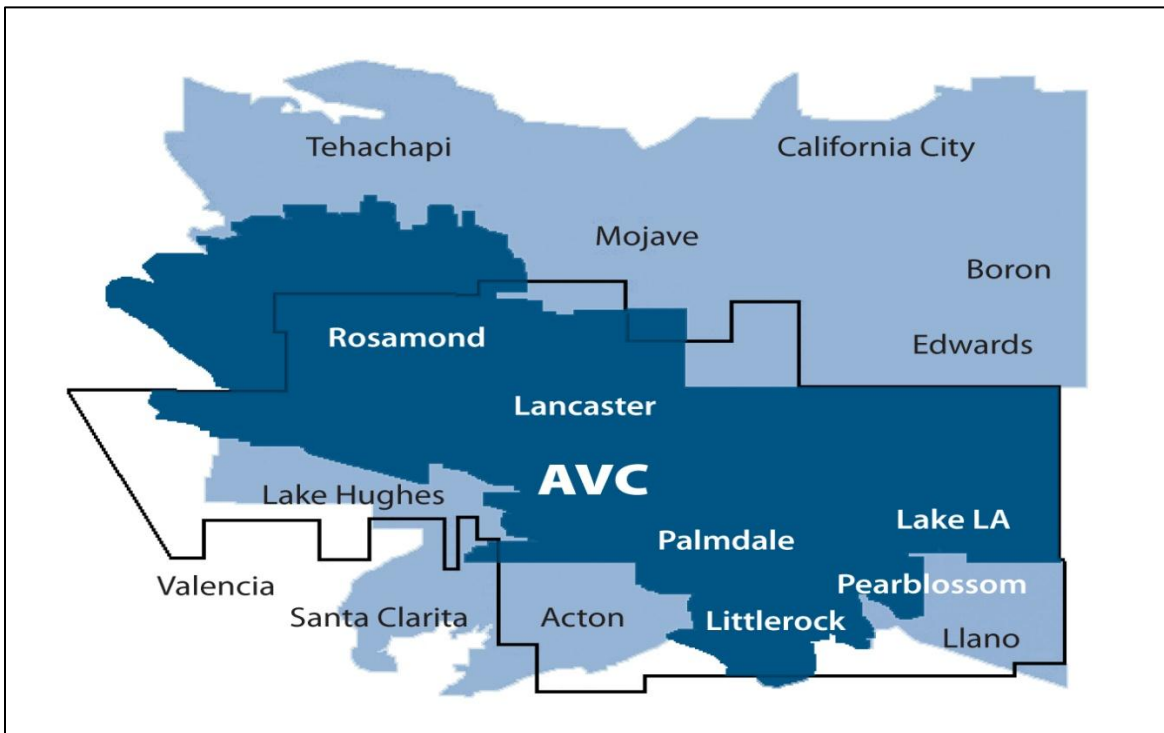 Tehachapi
California City
Mojave
Boron
Rosamond
Edwards
Lancaster
AVC
Lake Hughes
Lake LA
Palmdale
Valencia
Pearblossom
Santa Clarita
Acton
Littlerock
Llano